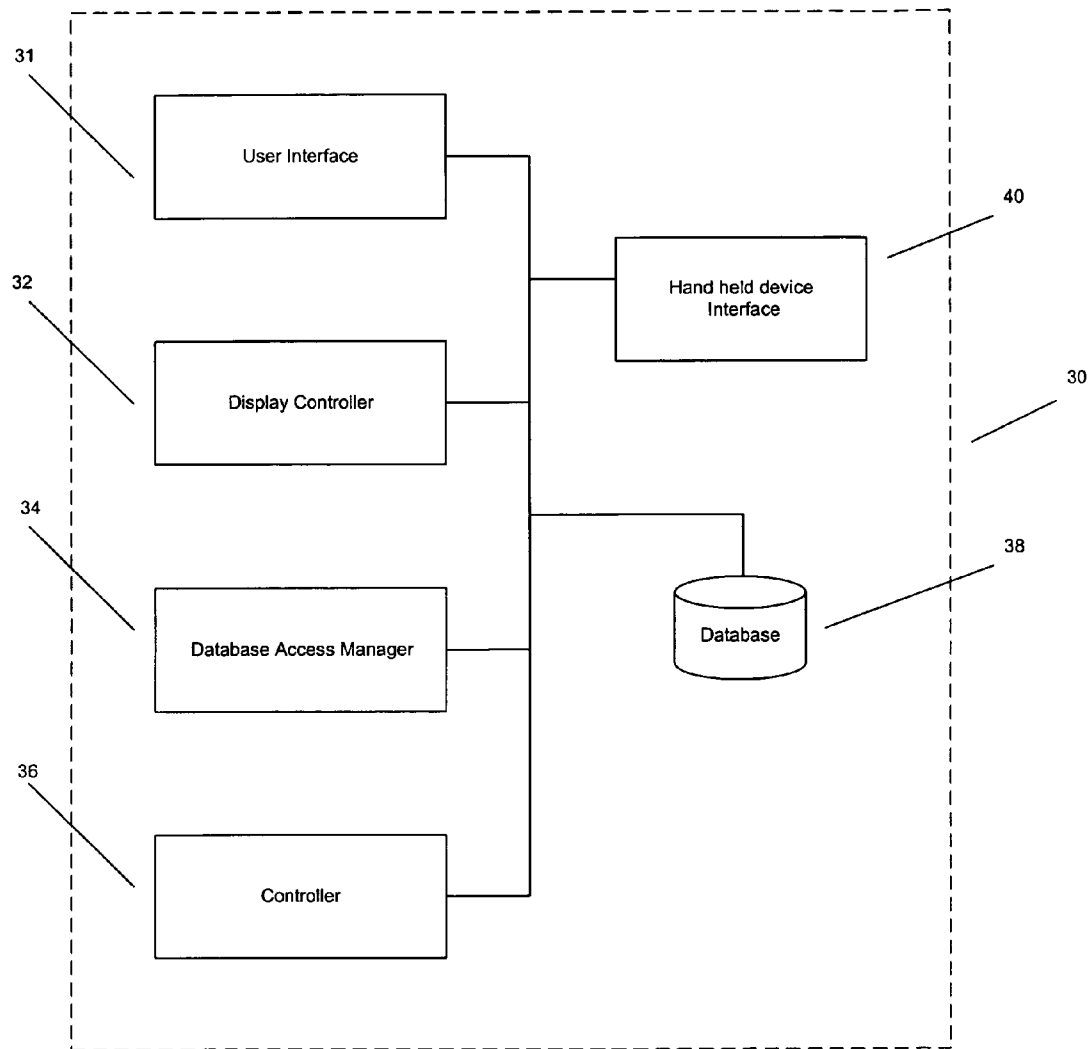 31
User Interface
40
Hand held device
Interface
32
Display Controller
30
34
38
Database Access Manager
Database
36
Controller